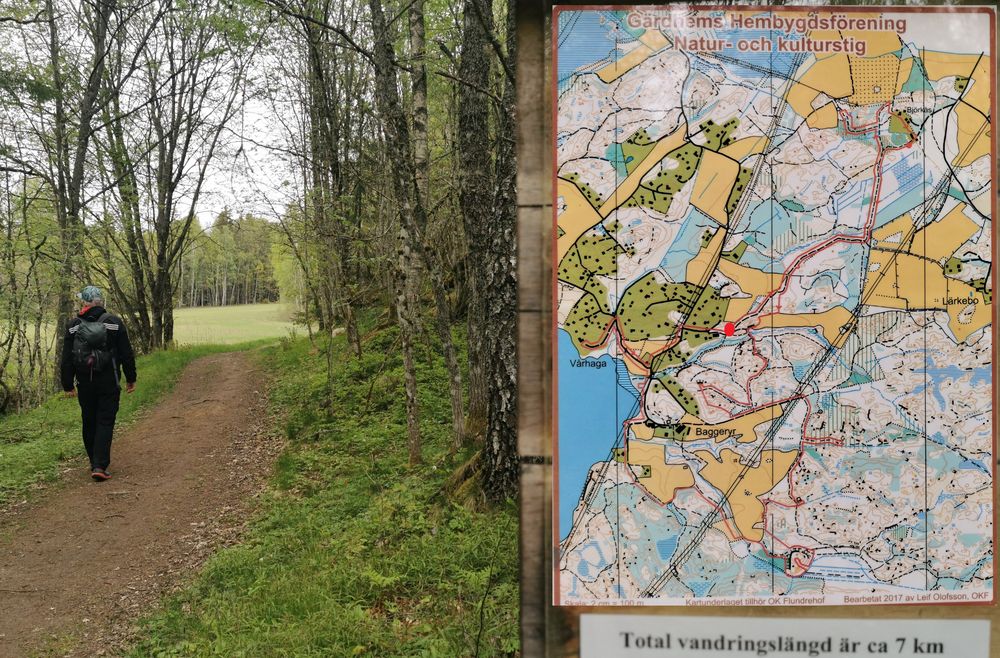 Gärdhems Hembygdsförening
Natur- och kulturstig
Björkås
Lärkebo
Vårhaga
Baggeryr
Skala: 2 cm = 100 m
Kartunderlaget tillhör OK Flundrehof
Bearbetat 2017 av Leif Olofsson, OKF
Total vandringslängd är ca 7 km